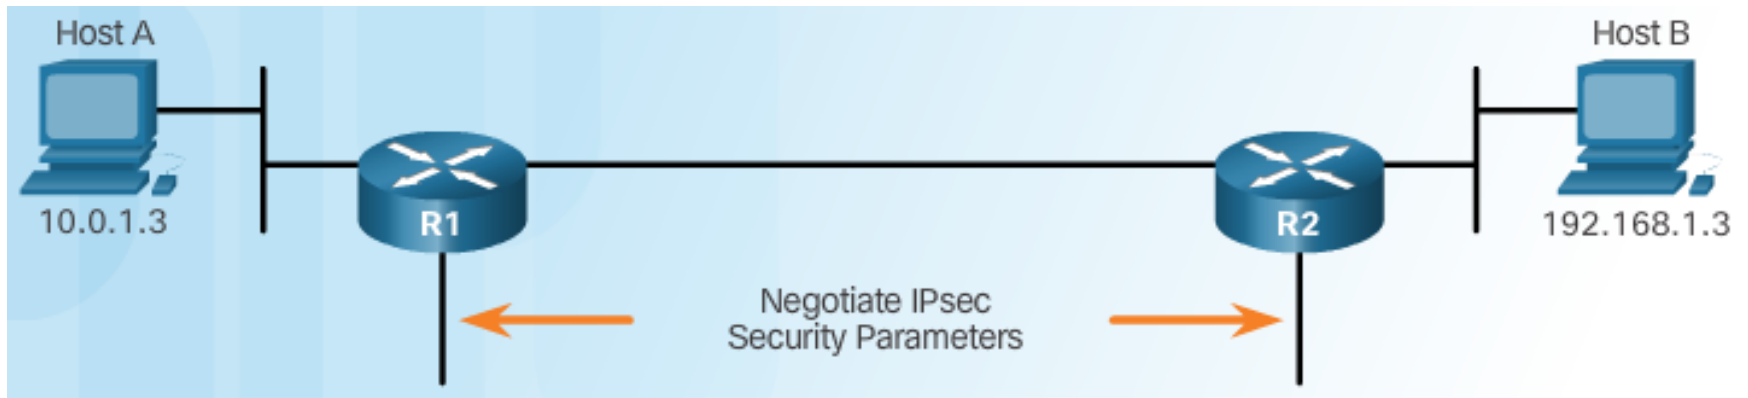 Host A
Host B
10.0.1.3
R1
R2
192.168.1.3
Negotiate IPsec
Security Parameters